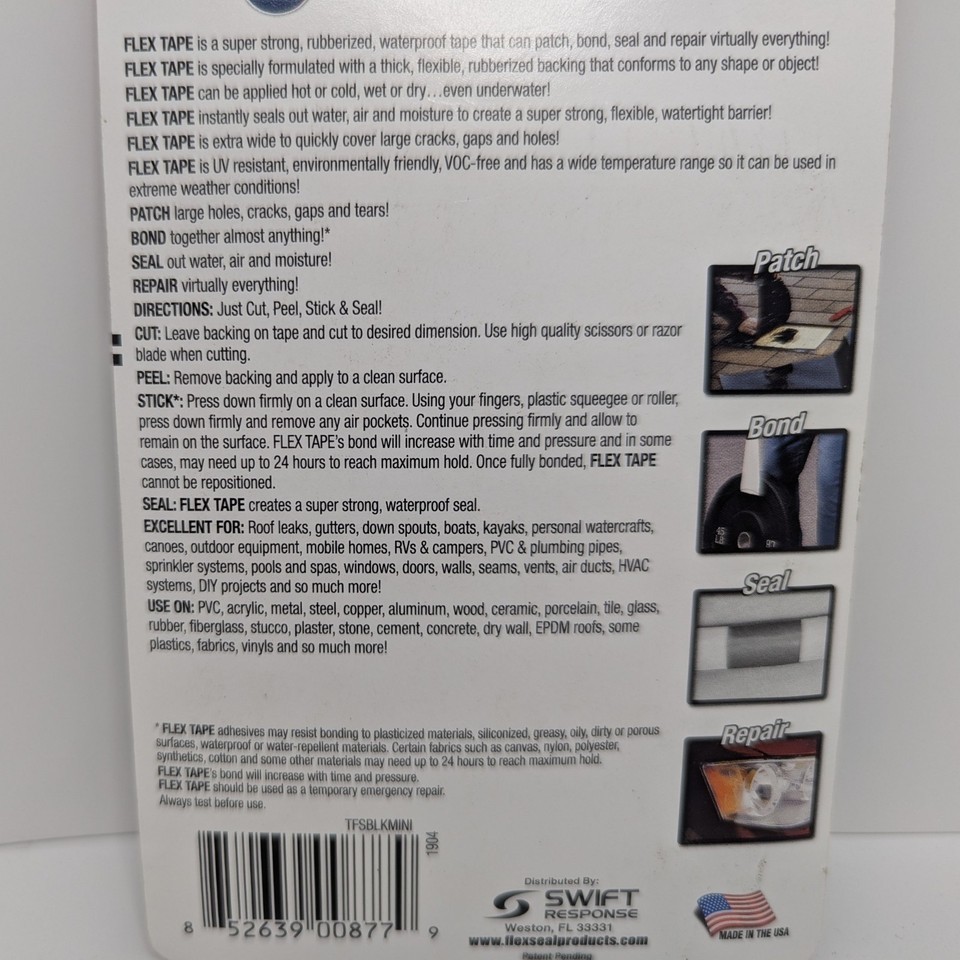 FLEX TAPE is a super strong, rubberized, waterproof tape that can patch, bond, seal and repair virtually everything!
FLEX TAPE is specially formulated with a thick, flexible, rubberized backing that conforms to any shape or object!
FLEX TAPE can be applied hot or cold, wet or dry...even underwater!
FLEX TAPE instantly seals out water, air and moisture to create a super strong, flexible, watertight barrier!
FLEX TAPE is extra wide to quickly cover large cracks, gaps and holes!
FLEX TAPE is UV resistant, environmentally friendly, VOC-free and has a wide temperature range so it can be used in
extreme weather conditions!
PATCH large holes, cracks, gaps and tears!
BOND together almost anything!*
SEAL out water, air and moisture!
REPAIR virtually everything!
DIRECTIONS: Just Cut, Peel, Stick & Seal!
CUT: Leave backing on tape and cut to desired dimension. Use high quality scissors or razor
blade when cutting.
PEEL: Remove backing and apply to a clean surface.
STICK*: Press down firmly on a clean surface. Using your fingers, plastic squeegee or roller,
press down firmly and remove any air pockets. Continue pressing firmly and allow to
remain on the surface. FLEX TAPE's bond will increase with time and pressure and in some
cases, may need up to 24 hours to reach maximum hold. Once fully bonded, FLEX TAPE
cannot be repositioned.
SEAL: FLEX TAPE creates a super strong, waterproof seal.
EXCELLENT FOR: Roof leaks, gutters, down spouts, boats, kayaks, personal watercrafts,
canoes, outdoor equipment, mobile homes, RVs & campers, PVC & plumbing pipes,
sprinkler systems, pools and spas, windows, doors, walls, seams, vents, air ducts, HVAC
systems, DIY projects and so much more!
USE ON: PVC, acrylic, metal, steel, copper, aluminum, wood, ceramic, porcelain, tile, glass,
rubber, fiberglass, stucco, plaster, stone, cement, concrete, dry wall, EPDM roofs, some
plastics, fabrics, vinyls and so much more!
Patch
Bond
Seal
Repair
* FLEX TAPE adhesives may resist bonding to plasticized materials, siliconized, greasy, oily, dirty or porous
surfaces, waterproof or water-repellent materials. Certain fabrics such as canvas, nylon, polyester,
synthetics, cotton and some other materials may need up to 24 hours to reach maximum hold.
FLEX TAPE's bond will increase with time and pressure.
FLEX TAPE should be used as a temporary emergency repair.
Always test before use.
TFSBLKMINI
1904
8 52639 00877 9
Distributed By:
SWIFT
RESPONSE
Weston, FL 33331
www.flexsealproducts.com
Patent Pending
MADE IN THE USA